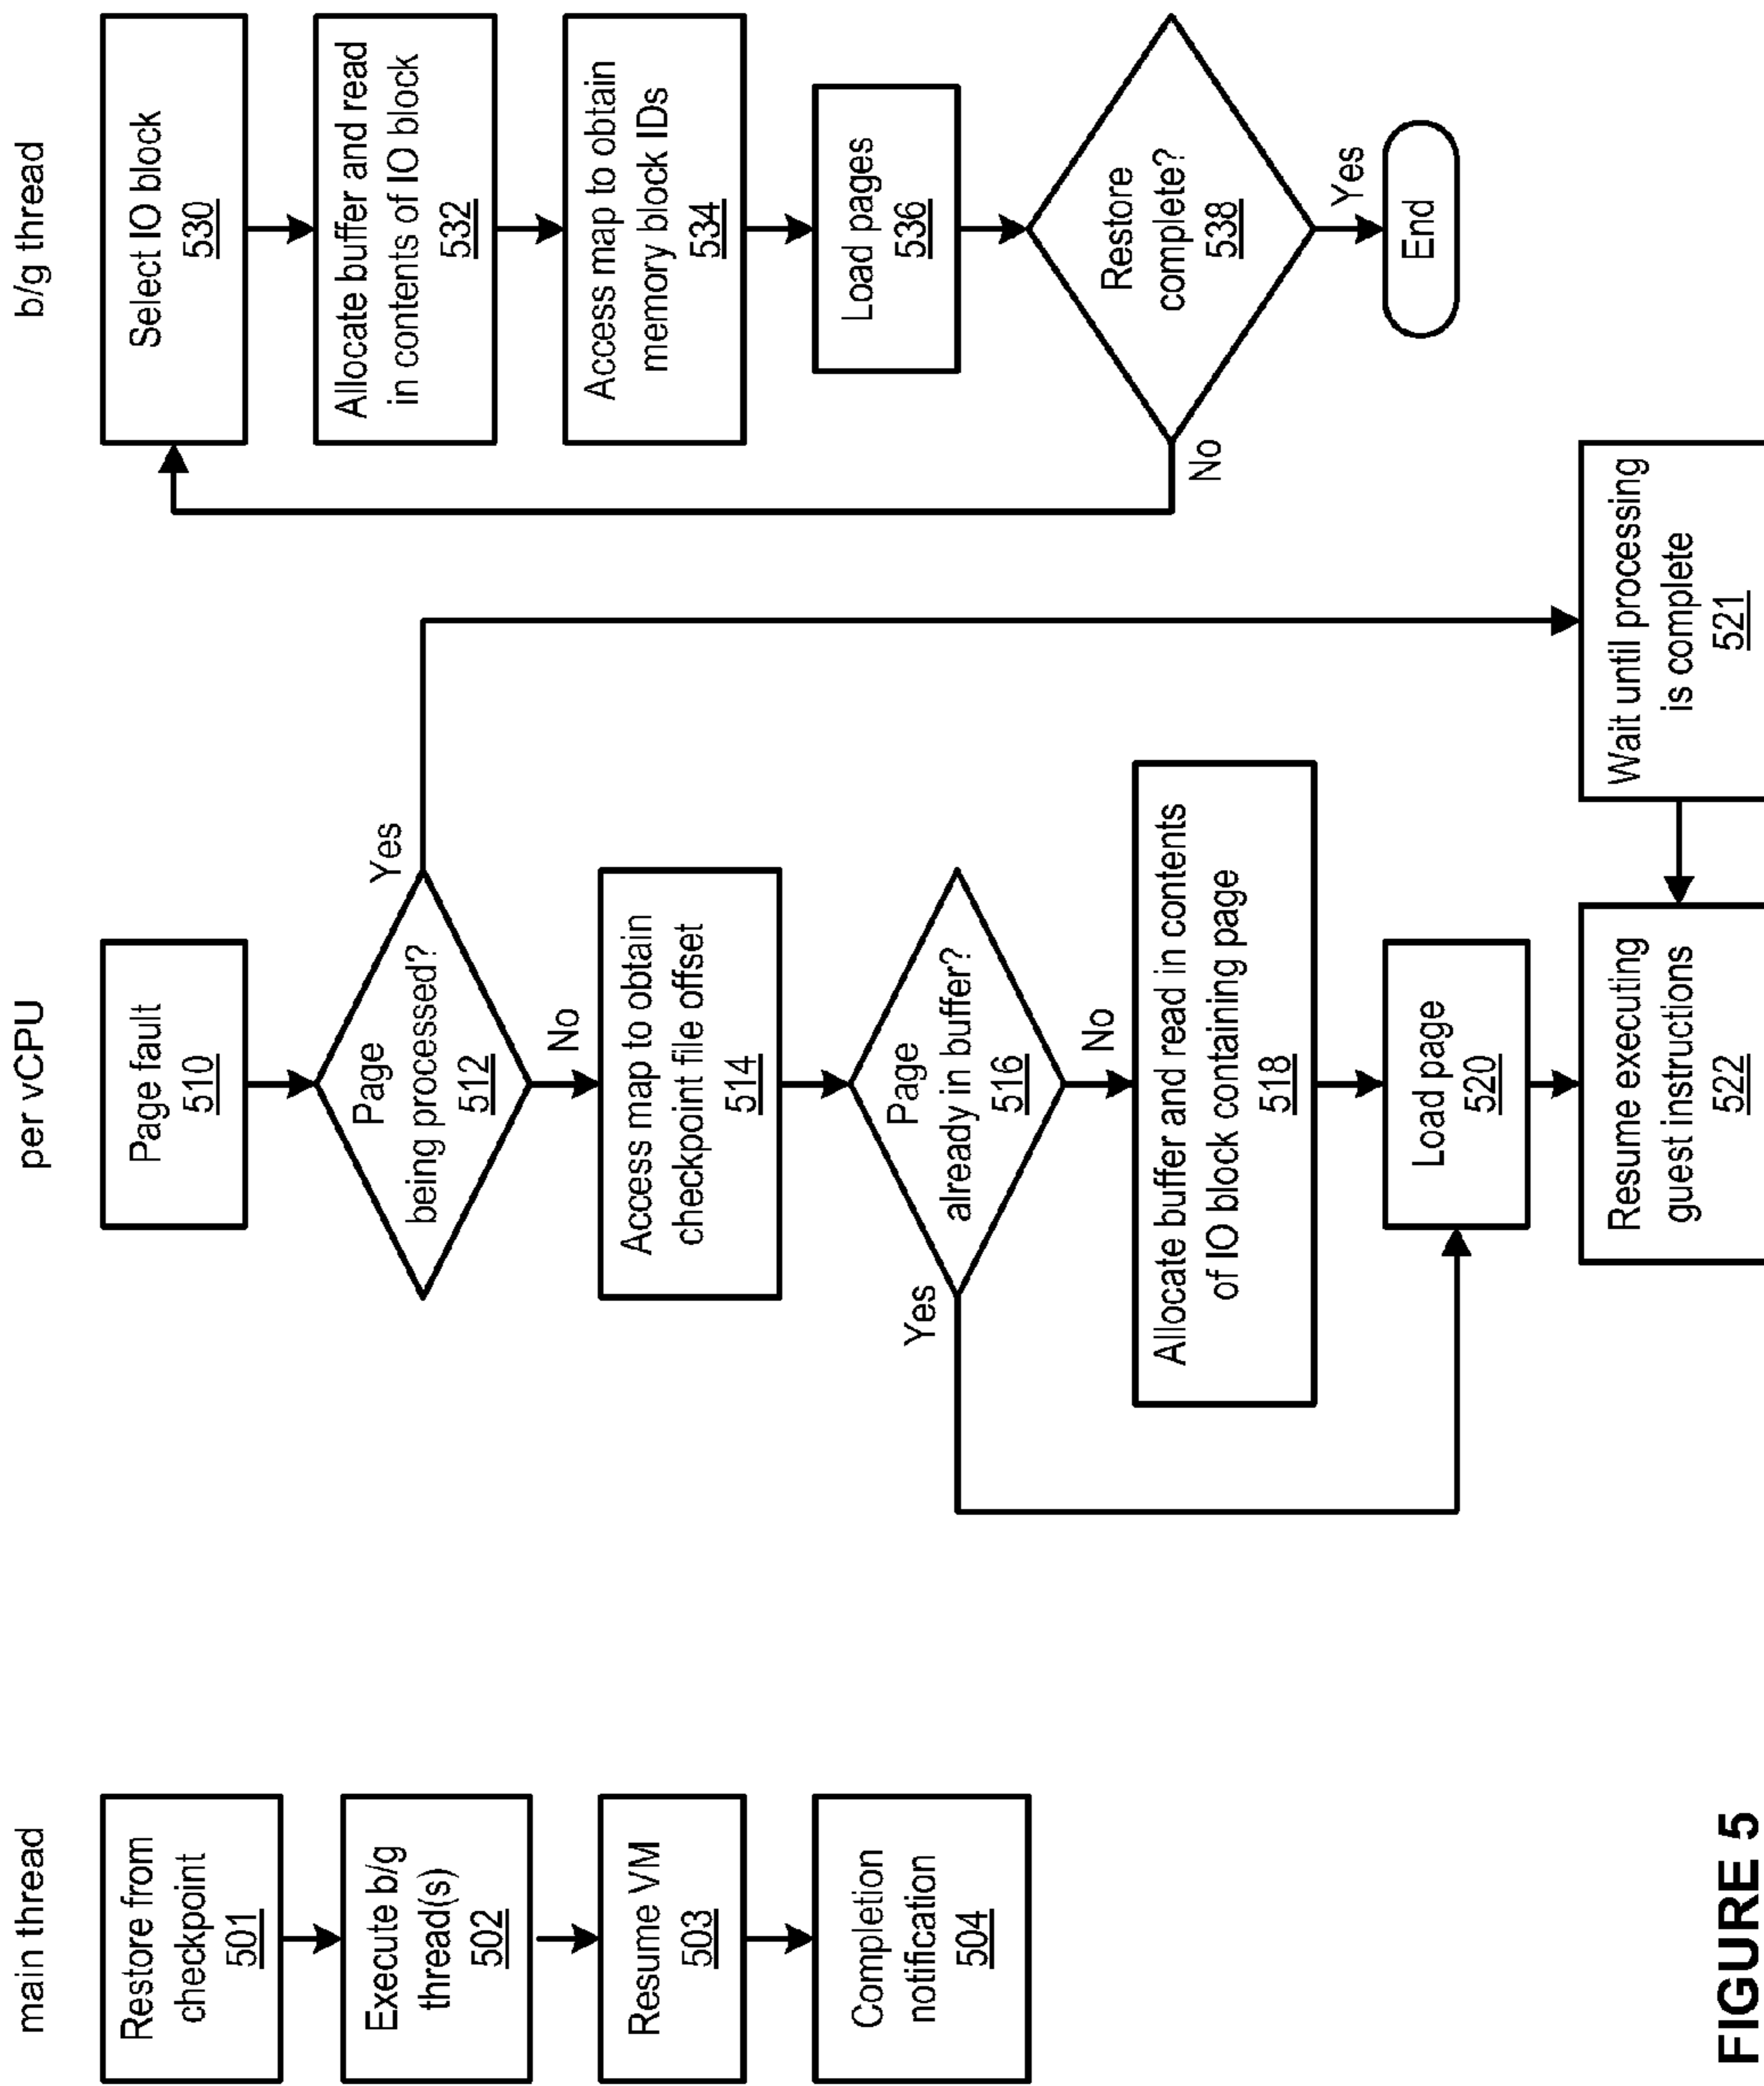 main thread
Restore from
checkpoint
501
Execute b/g
thread(s)
502
Resume VM
503
Completion
notification
504
per vCPU
Page fault
510
Page
being processed?
512
Yes
No
Access map to obtain
checkpoint file offset
514
Page
already in buffer?
516
Yes
No
Allocate buffer and read in contents
of IO block containing page
518
Load page
520
Resume executing
guest instructions
522
Wait until processing
is complete
521
b/g thread
Select IO block
530
Allocate buffer and read
in contents of IO block
532
Access map to obtain
memory block IDs
534
Load pages
536
Restore
complete?
538
No
Yes
End
FIGURE 5